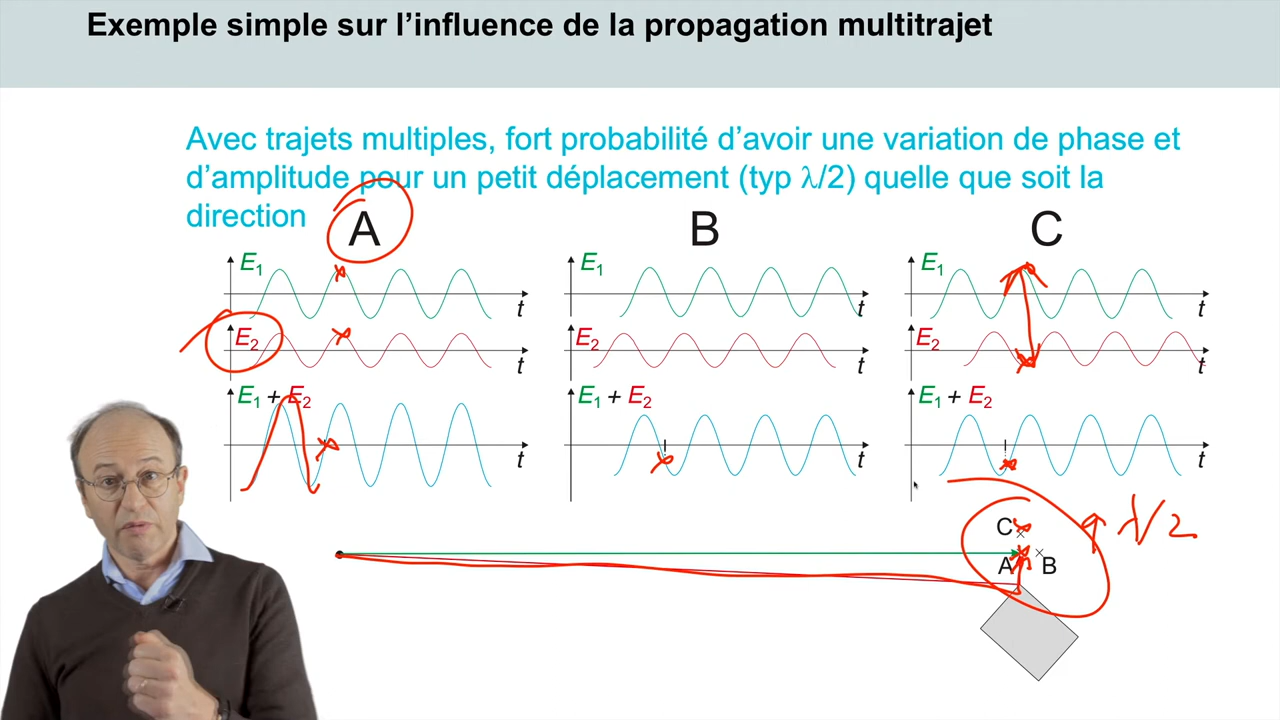 Exemple simple sur l’influence de la propagation multitrajet
Avec trajets multiples, fort probabilité d’avoir une variation de phase et
d’amplitude pour un petit déplacement (typ λ/2) quelle que soit la
direction
A B C
E1 t E1 t E1 t
E2 t E2 t E2 t
E1 + E2 t E1 + E2 t E1 + E2 t
C λ/2
A B